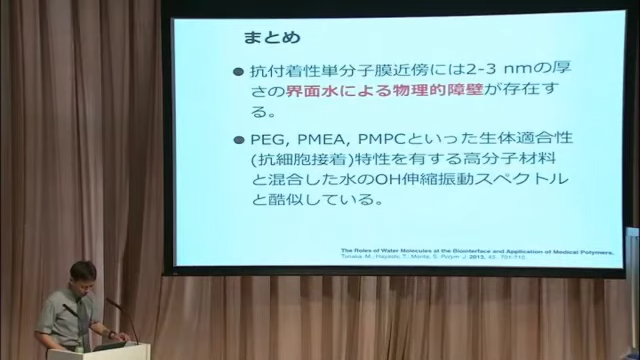 まとめ
● 抗付着性単分子膜近傍には2-3 nmの厚
さの界面水による物理的障壁が存在す
る。
● PEG, PMEA, PMPCといった生体適合性
(抗細胞接着)特性を有する高分子材料
と混合した水のOH伸縮振動スペクトル
と酷似している。
The Roles of Water Molecules at the Biointerface and Application of Medical Polymers.
Tanaka, M.; Hayashi, T.; Morita, S. Polym. J. 2013, 45, 701-710.